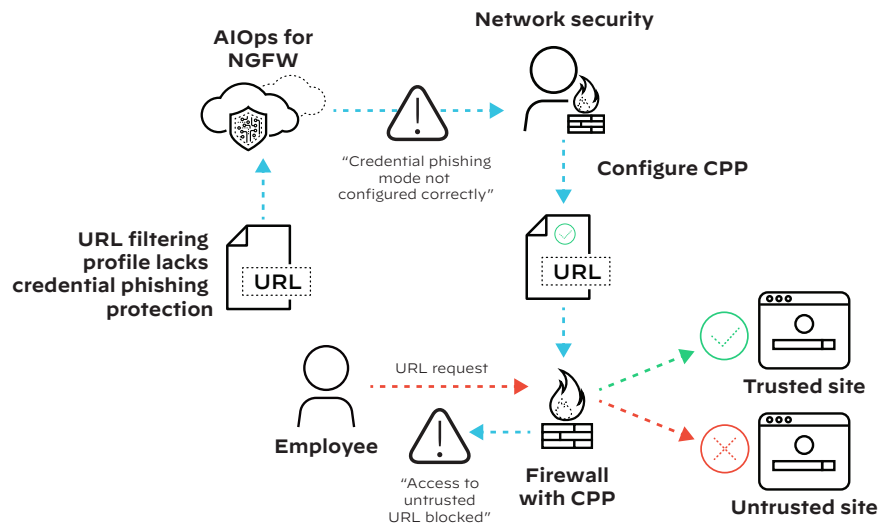 AIOps for
NGFW
Network security
“Credential phishing
mode not
configured correctly”
Configure CPP
URL filtering
profile lacks
credential phishing
protection
URL
URL
URL request
Employee
“Access to
untrusted
URL blocked”
Firewall
with CPP
Trusted site
Untrusted site